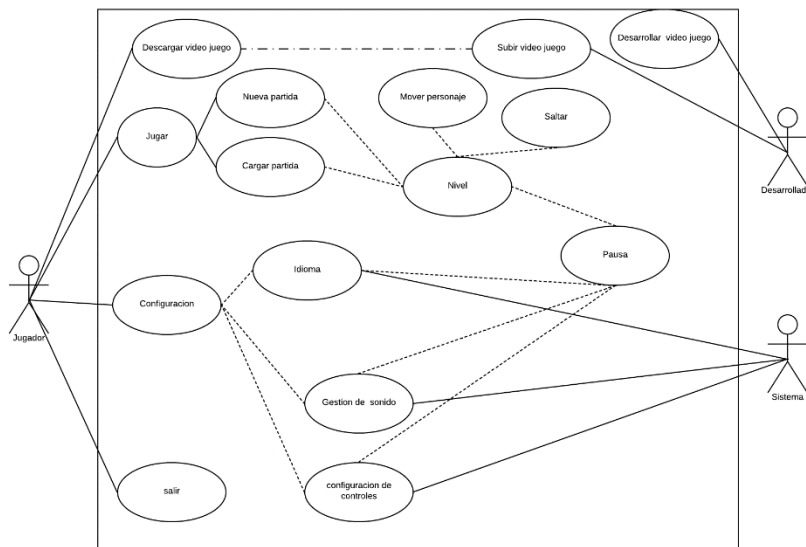 Descargar video juego
Subir video juego
Desarrollar video juego
Nueva partida
Mover personaje
Saltar
Jugar
Cargar partida
Nivel
Desarrollad
Pausa
Idioma
Configuracion
Jugador
Gestion de sonido
Sistema
salir
configuracion de
controles